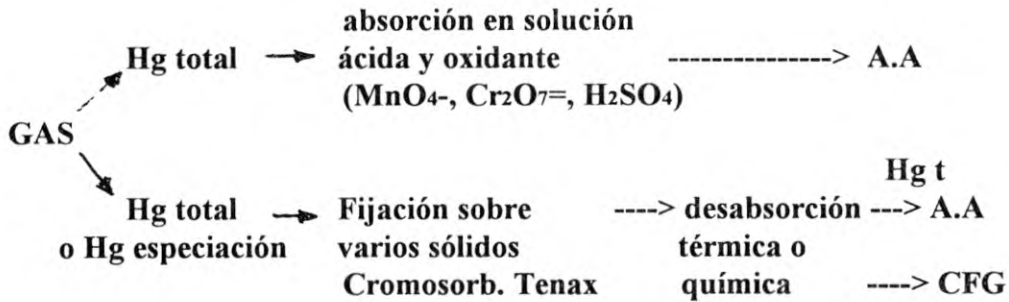 absorción en solución
Hg total → ácida y oxidante ---------------> A.A
(MnO4-, Cr2O7=, H2SO4)
GAS
Hg t
Hg total → Fijación sobre ----> desabsorción ---> A.A
o Hg especiación varios sólidos térmica o
Cromosorb. Tenax química ----> CFG